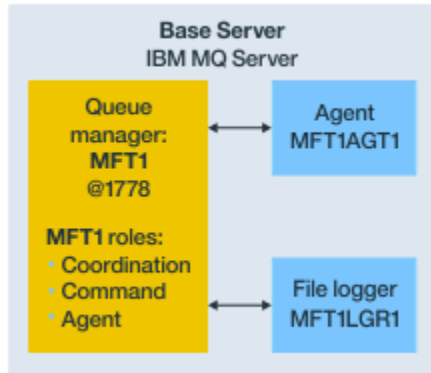 Base Server
IBM MQ Server
Queue
manager:
MFT1
@1778
MFT1 roles:
• Coordination
• Command
• Agent
Agent
MFT1AGT1
File logger
MFT1LGR1